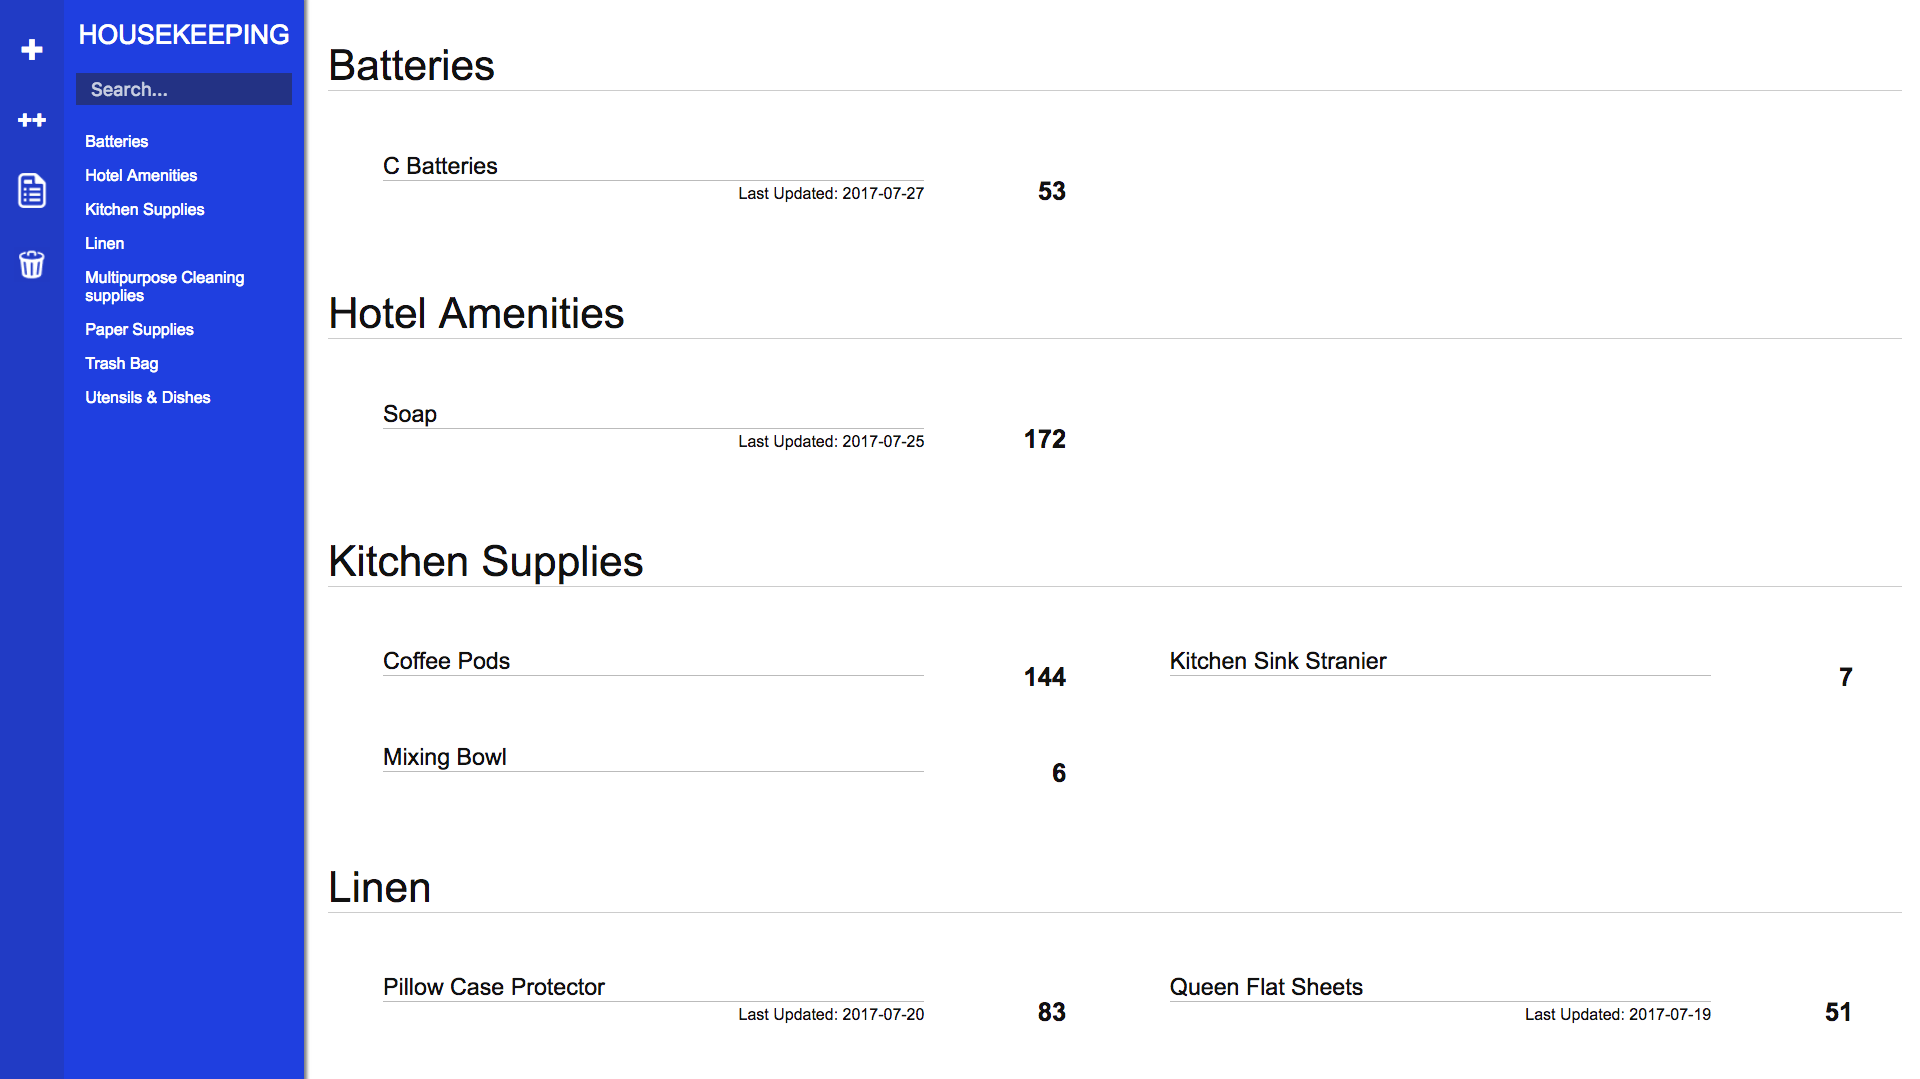 HOUSEKEEPING
Search...
Batteries
Hotel Amenities
Kitchen Supplies
Linen
Multipurpose Cleaning
supplies
Paper Supplies
Trash Bag
Utensils & Dishes
Batteries
C Batteries
Last Updated: 2017-07-27
53
Hotel Amenities
Soap
Last Updated: 2017-07-25
172
Kitchen Supplies
Coffee Pods
144
Kitchen Sink Stranier
7
Mixing Bowl
6
Linen
Pillow Case Protector
Last Updated: 2017-07-20
83
Queen Flat Sheets
Last Updated: 2017-07-19
51